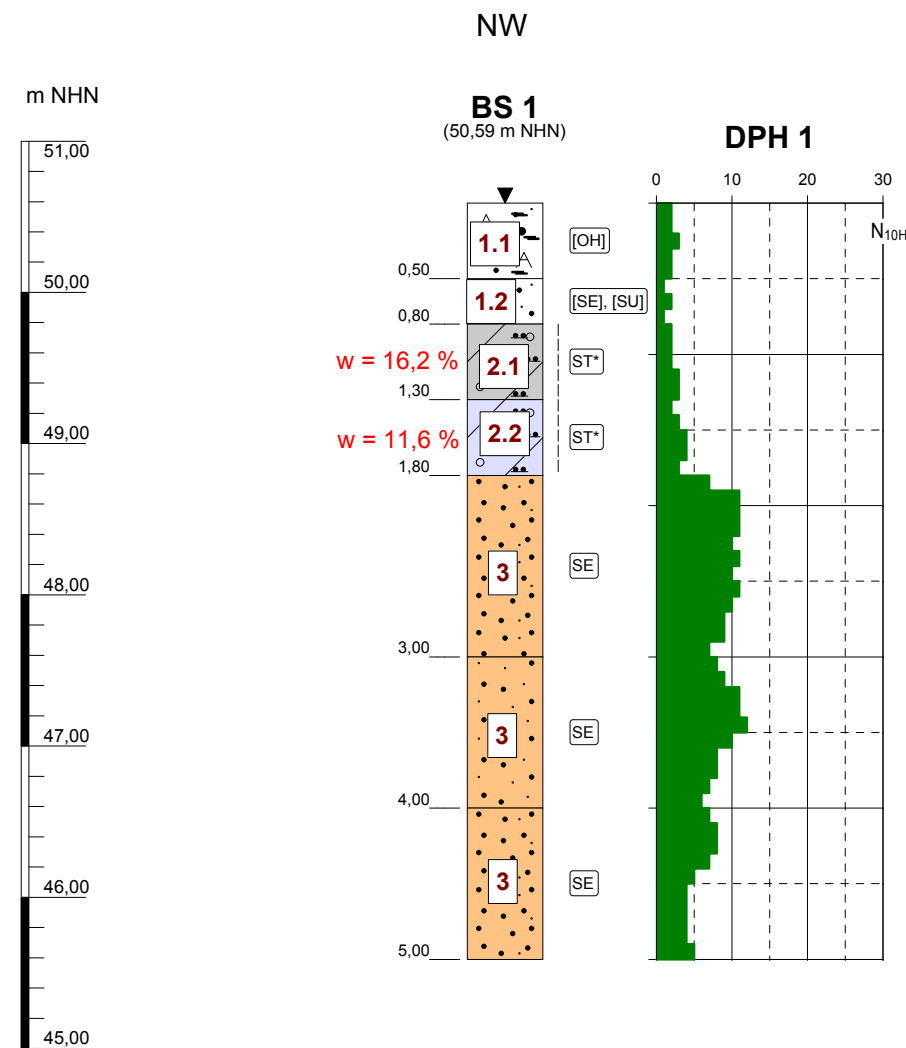 NW
m NHN
BS 1
(50,59 m NHN)
DPH 1
51,00
0 10 20 30
N10H
1.1
[OH]
0,50
50,00
1.2
[SE], [SU]
0,80
w = 16,2 %
2.1
ST*
1,30
49,00
w = 11,6 %
2.2
ST*
1,80
3
SE
48,00
3,00
3
SE
47,00
4,00
3
SE
46,00
5,00
45,00